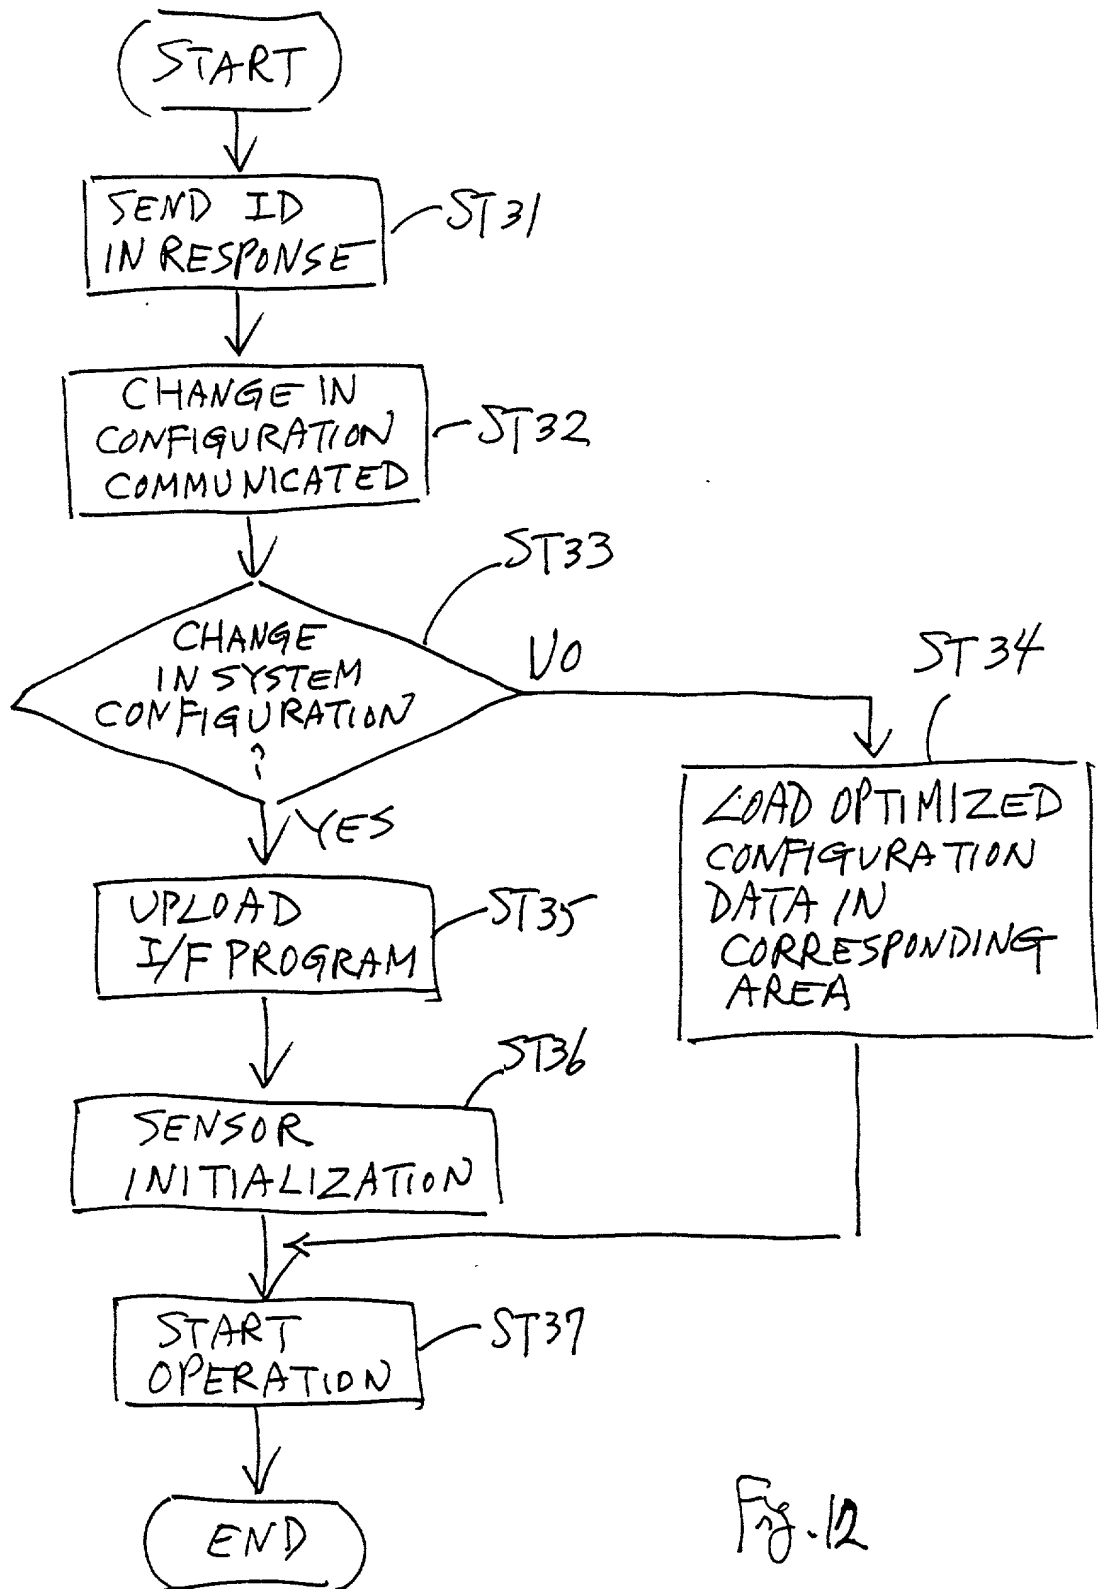 START
SEND ID
IN RESPONSE
ST31
CHANGE IN
CONFIGURATION
COMMUNICATED
ST32
ST33
CHANGE
IN SYSTEM
CONFIGURATION
?
NO
YES
ST34
LOAD OPTIMIZED
CONFIGURATION
DATA IN
CORRESPONDING
AREA
UPLOAD
I/F PROGRAM
ST35
ST36
SENSOR
INITIALIZATION
START
OPERATION
ST37
END
Fig. 12